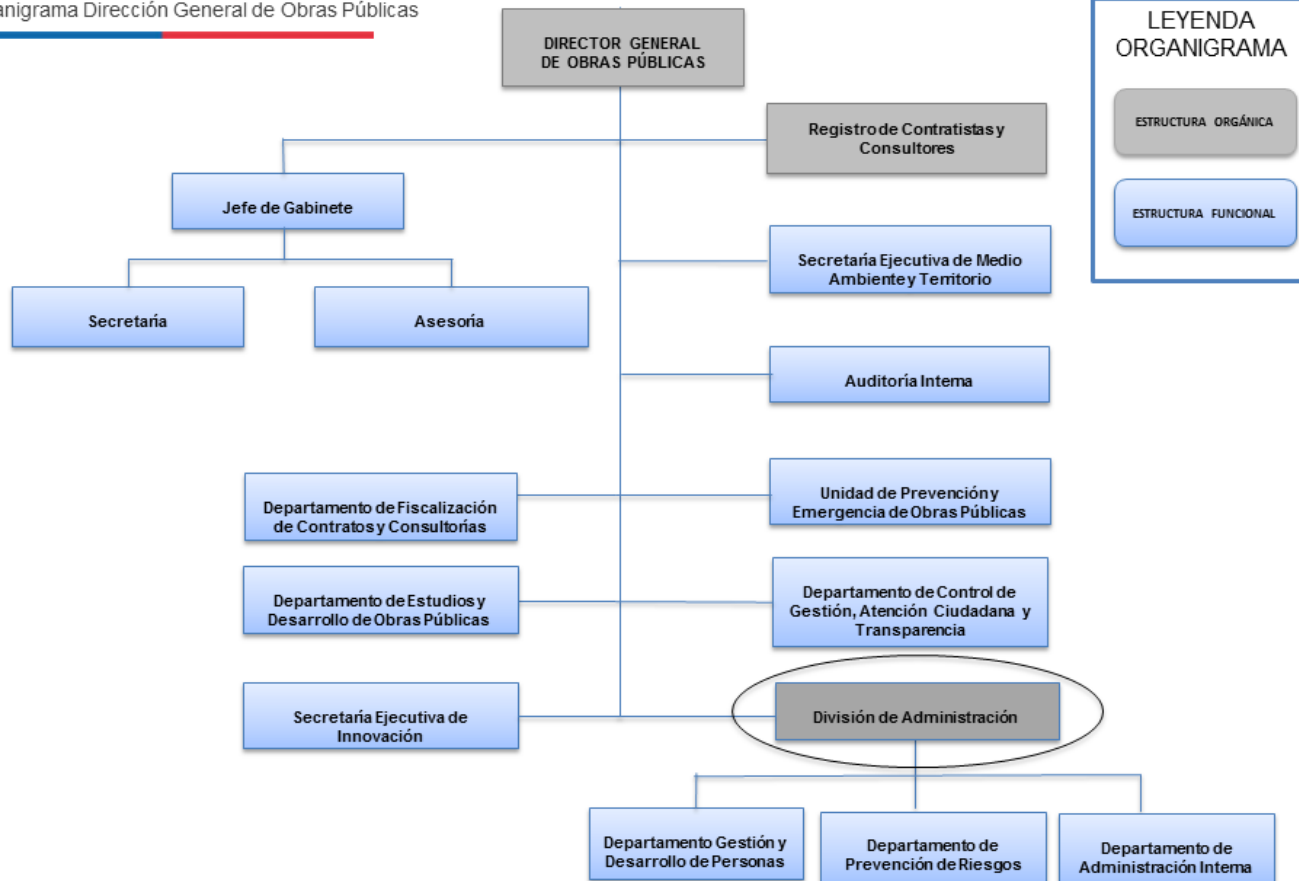 anigrama Dirección General de Obras Públicas
DIRECTOR GENERAL
DE OBRAS PÚBLICAS
LEYENDA
ORGANIGRAMA
ESTRUCTURA ORGÁNICA
ESTRUCTURA FUNCIONAL
Registro de Contratistas y
Consultores
Jefe de Gabinete
Secretaría
Asesoría
Secretaría Ejecutiva de Medio
Ambiente y Territorio
Auditoría Interna
Departamento de Fiscalización
de Contratos y Consultorías
Unidad de Prevención y
Emergencia de Obras Públicas
Departamento de Estudios y
Desarrollo de Obras Públicas
Departamento de Control de
Gestión, Atención Ciudadana y
Transparencia
Secretaría Ejecutiva de
Innovación
División de Administración
Departamento Gestión y
Desarrollo de Personas
Departamento de
Prevención de Riesgos
Departamento de
Administración Interna